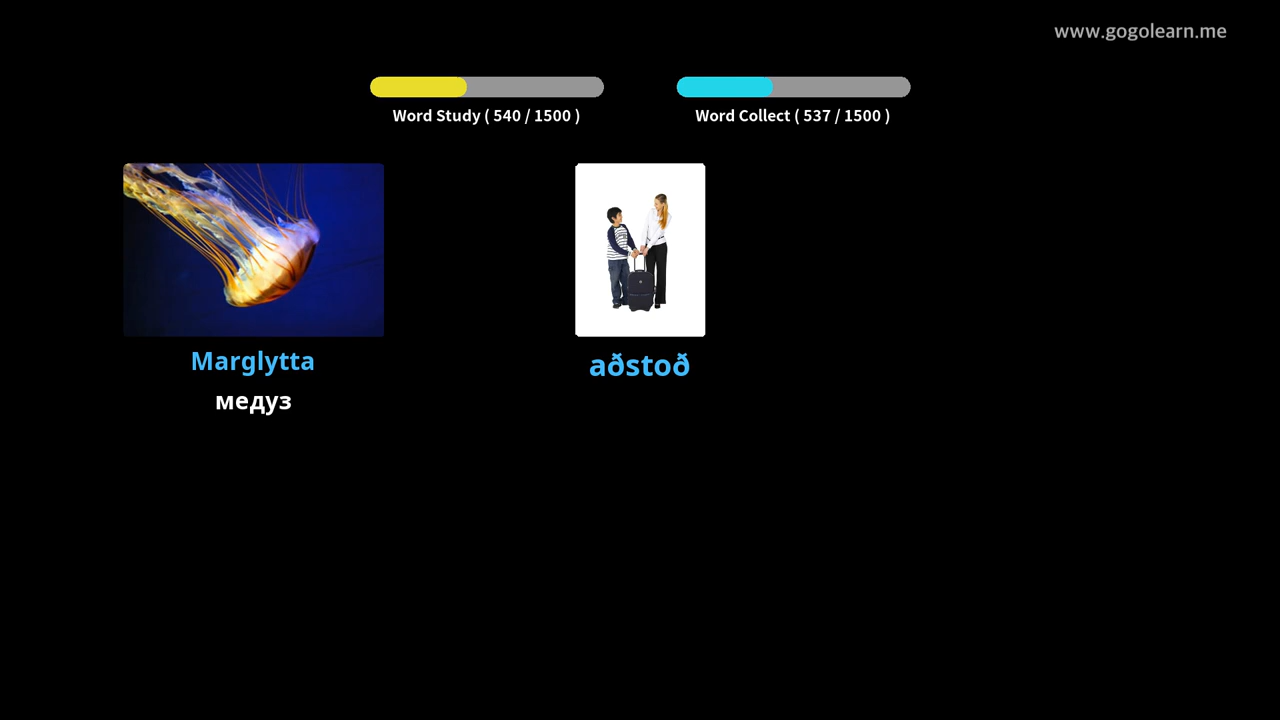 www.gogolearn.me
Word Study ( 540 / 1500 )
Word Collect ( 537 / 1500 )
Marglytta
медуз
aðstoð